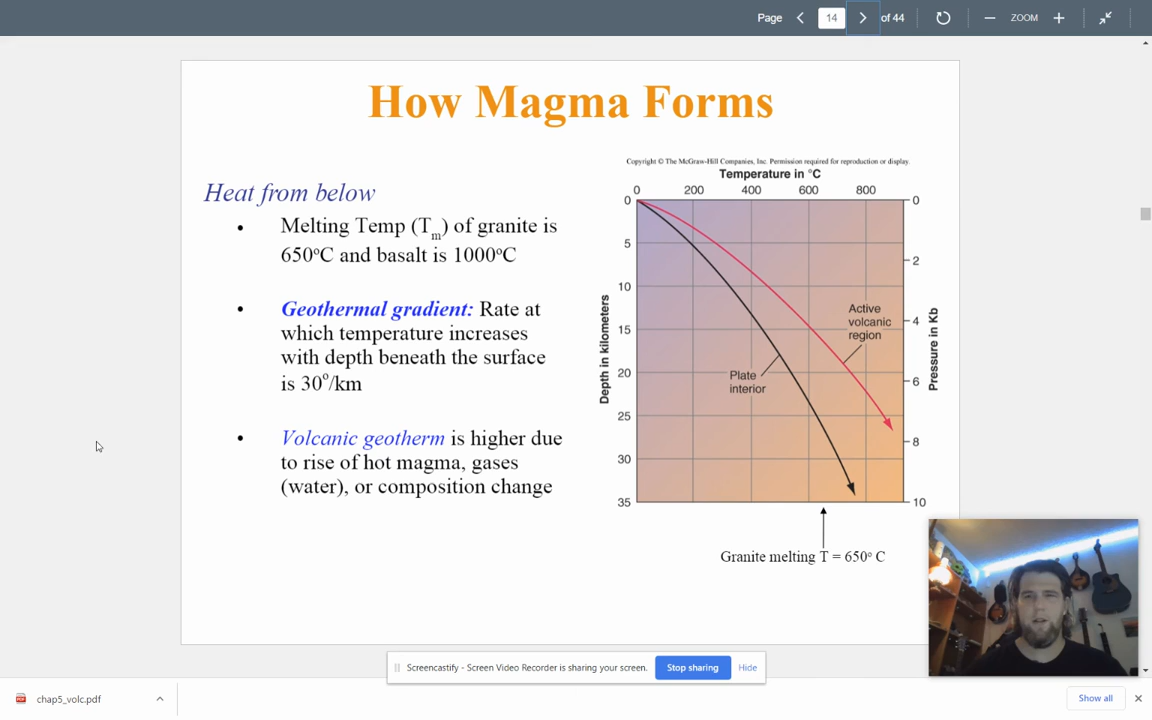 Page 14 of 44 ZOOM
How Magma Forms
Heat from below
• Melting Temp (Tm) of granite is
650oC and basalt is 1000oC
• Geothermal gradient: Rate at
which temperature increases
with depth beneath the surface
is 30o/km
• Volcanic geotherm is higher due
to rise of hot magma, gases
(water), or composition change
Copyright © The McGraw-Hill Companies, Inc. Permission required for reproduction or display.
Temperature in °C
0 200 400 600 800
0
5
10
15
20
25
30
35
Depth in kilometers
Active
volcanic
region
Plate
interior
0
2
4
6
8
10
Pressure in Kb
Granite melting T = 650o C
Screencastify - Screen Video Recorder is sharing your screen. Stop sharing Hide
chap5_volc.pdf
Show all